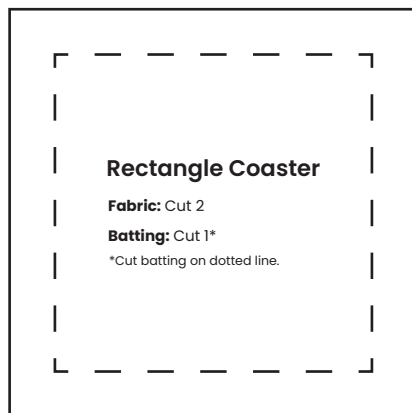 Rectangle Coaster
Fabric: Cut 2
Batting: Cut 1*
*Cut batting on dotted line.